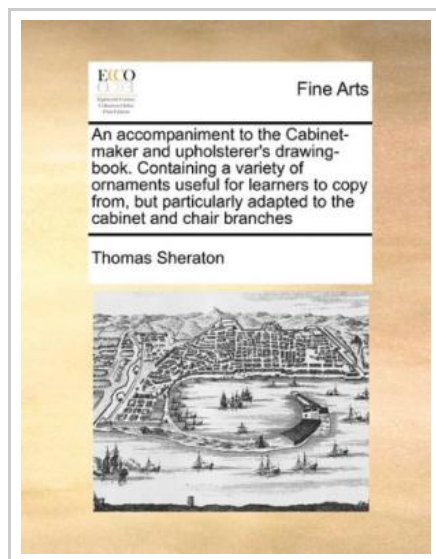 ECCO
Fine Arts
An accompaniment to the Cabinet-
maker and upholsterer's drawing-
book. Containing a variety of
ornaments useful for learners to copy
from, but particularly adapted to the
cabinet and chair branches
Thomas Sheraton